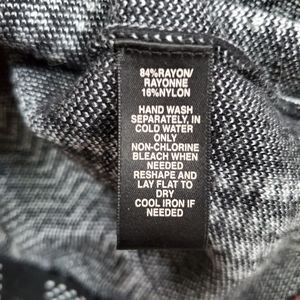 84%RAYON/
RAYONNE
16%NYLON
HAND WASH
SEPARATELY, IN
COLD WATER
ONLY
NON-CHLORINE
BLEACH WHEN
NEEDED
RESHAPE AND
LAY FLAT TO
DRY
COOL IRON IF
NEEDED